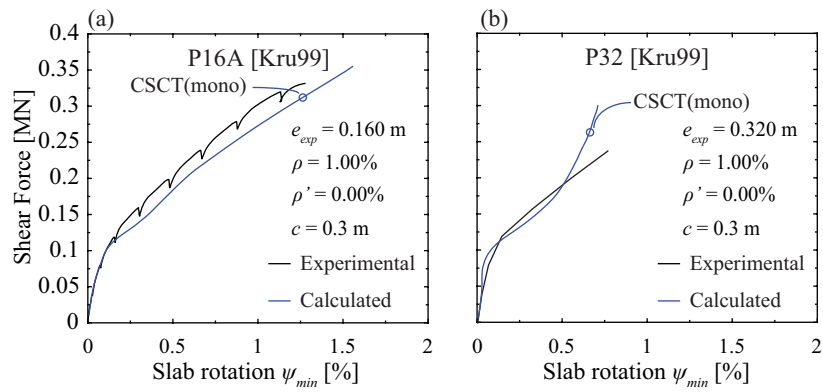 (a)
P16A [Kru99]
CSCT(mono)
e_exp = 0.160 m
ρ = 1.00%
ρ’ = 0.00%
c = 0.3 m
Experimental
Calculated
Shear Force [MN]
0.4
0.35
0.3
0.25
0.2
0.15
0.1
0.05
0
0 0.5 1 1.5 2
Slab rotation ψ_min [%]
(b)
P32 [Kru99]
CSCT(mono)
e_exp = 0.320 m
ρ = 1.00%
ρ’ = 0.00%
c = 0.3 m
Experimental
Calculated
0 0.5 1 1.5 2
Slab rotation ψ_min [%]